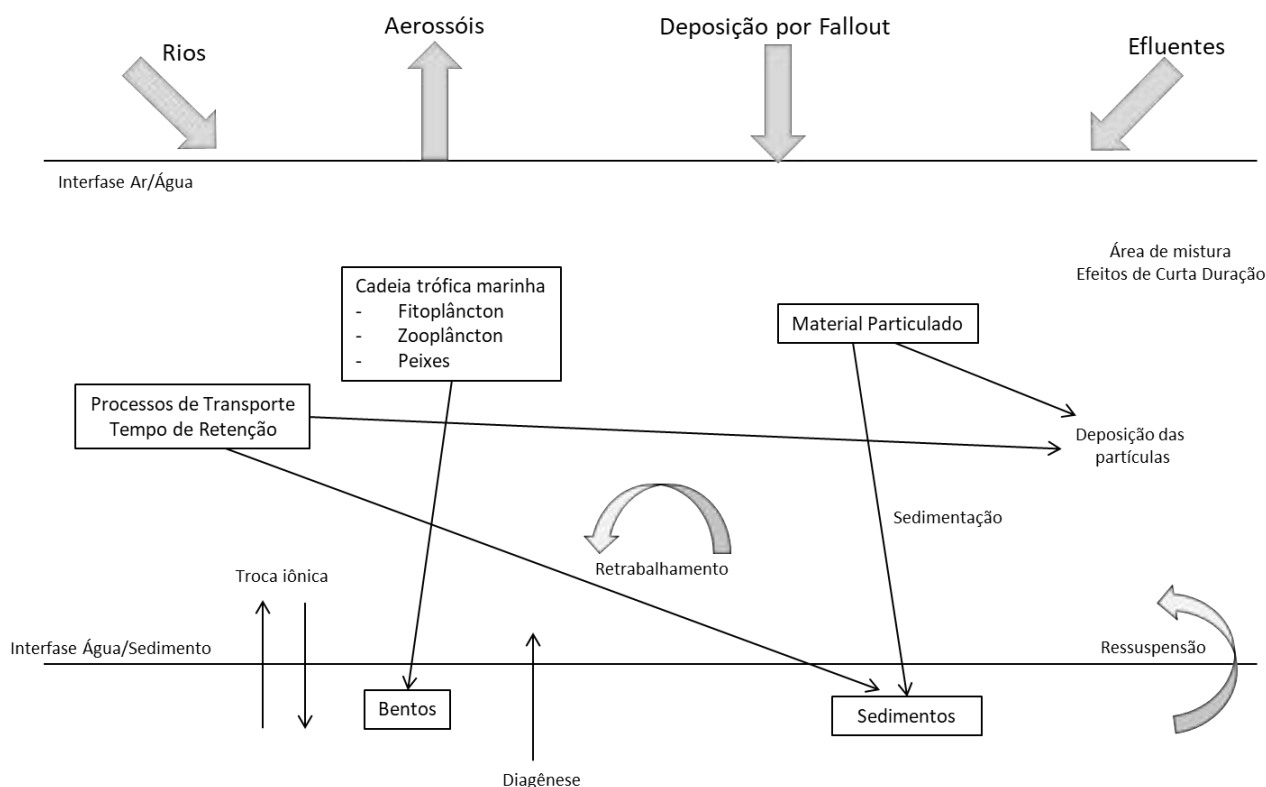 Rios
Aerossóis
Deposição por Fallout
Efluentes
Interfase Ar/Água
Área de mistura
Efeitos de Curta Duração
Cadeia trófica marinha
- Fitoplâncton
- Zooplâncton
- Peixes
Material Particulado
Processos de Transporte
Tempo de Retenção
Deposição das
partículas
Sedimentação
Retrabalhamento
Troca iônica
Interfase Água/Sedimento
Ressuspensão
Bentos
Sedimentos
Diagênese